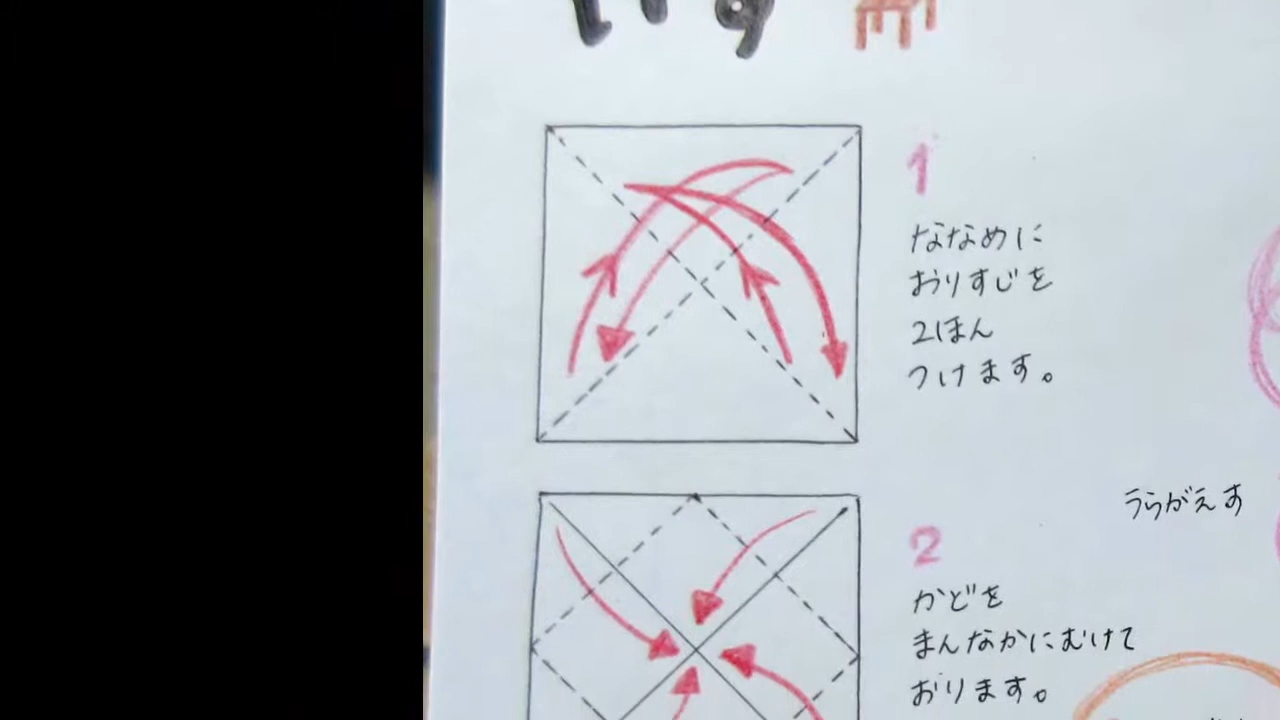 1
ななめに
おりすじを
2ほん
つけます。
うらがえす
2
かどを
まんなかにむけて
おります。